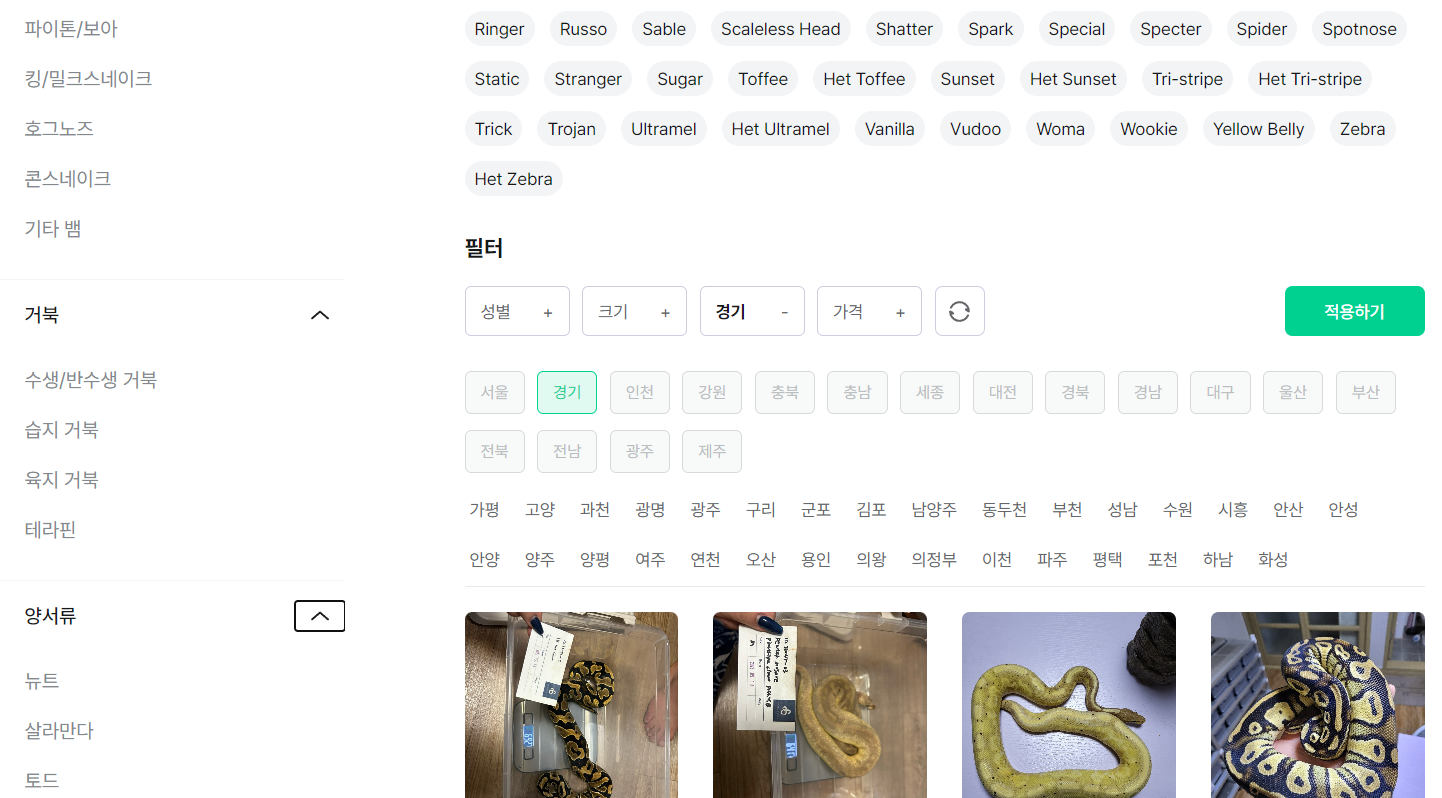 파이톤/보아
킹/밀크스네이크
호그노즈
콘스네이크
기타 뱀
거북
수생/반수생 거북
습지 거북
육지 거북
테라핀
양서류
뉴트
살라만다
토드
Ringer Russo Sable Scaleless Head Shatter Spark Special Specter Spider Spotnose
Static Stranger Sugar Toffee Het Toffee Sunset Het Sunset Tri-stripe Het Tri-stripe
Trick Trojan Ultramel Het Ultramel Vanilla Vudoo Woma Wookie Yellow Belly Zebra
Het Zebra
필터
성별 + 크기 + 경기 - 가격 + 적용하기
서울 경기 인천 강원 충북 충남 세종 대전 경북 경남 대구 울산 부산
전북 전남 광주 제주
가평 고양 과천 광명 광주 구리 군포 김포 남양주 동두천 부천 성남 수원 시흥 안산 안성
안양 양주 양평 여주 연천 오산 용인 의왕 의정부 이천 파주 평택 포천 하남 화성